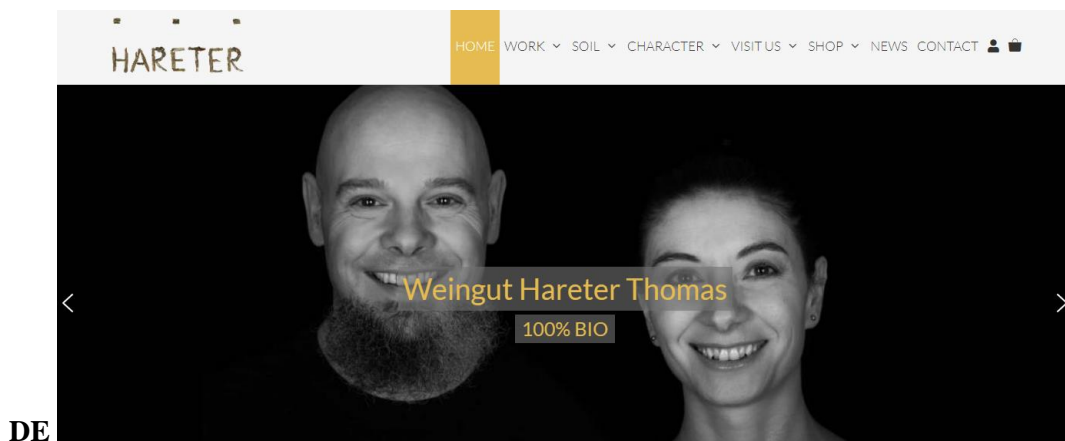 HARETER
HOME WORK SOIL CHARACTER VISIT US SHOP NEWS CONTACT
Weingut Hareter Thomas
100% BIO
DE